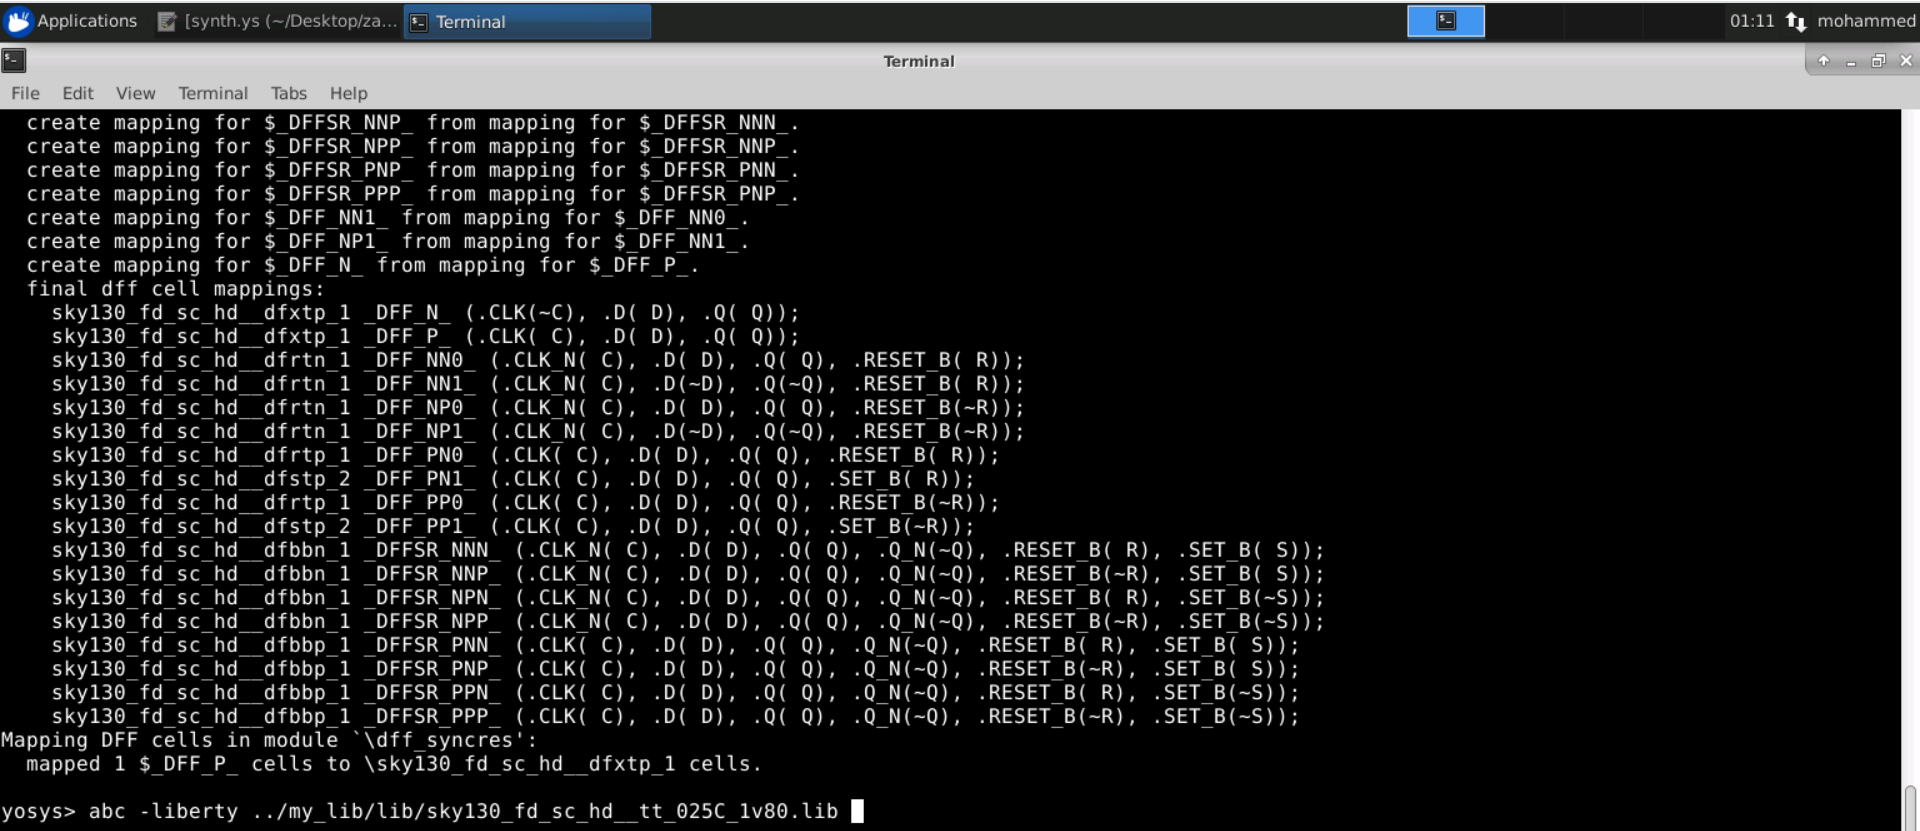 Applications [synth.ys (~/Desktop/za... Terminal 01:11 mohammed
Terminal
File Edit View Terminal Tabs Help
create mapping for $_DFFSR_NNP_ from mapping for $_DFFSR_NNN_.
create mapping for $_DFFSR_NPP_ from mapping for $_DFFSR_NNP_.
create mapping for $_DFFSR_PNP_ from mapping for $_DFFSR_PNN_.
create mapping for $_DFFSR_PPP_ from mapping for $_DFFSR_PNP_.
create mapping for $_DFF_NN1_ from mapping for $_DFF_NN0_.
create mapping for $_DFF_NP1_ from mapping for $_DFF_NN1_.
create mapping for $_DFF_N_ from mapping for $_DFF_P_.
final dff cell mappings:
sky130_fd_sc_hd__dfxtp_1 _DFF_N_ (.CLK(~C), .D( D), .Q( Q));
sky130_fd_sc_hd__dfxtp_1 _DFF_P_ (.CLK( C), .D( D), .Q( Q));
sky130_fd_sc_hd__dfrtn_1 _DFF_NN0_ (.CLK_N( C), .D( D), .Q( Q), .RESET_B( R));
sky130_fd_sc_hd__dfrtn_1 _DFF_NN1_ (.CLK_N( C), .D(~D), .Q(~Q), .RESET_B( R));
sky130_fd_sc_hd__dfrtn_1 _DFF_NP0_ (.CLK_N( C), .D( D), .Q( Q), .RESET_B(~R));
sky130_fd_sc_hd__dfrtn_1 _DFF_NP1_ (.CLK_N( C), .D(~D), .Q(~Q), .RESET_B(~R));
sky130_fd_sc_hd__dfrtp_1 _DFF_PN0_ (.CLK( C), .D( D), .Q( Q), .RESET_B( R));
sky130_fd_sc_hd__dfstp_2 _DFF_PN1_ (.CLK( C), .D( D), .Q( Q), .SET_B( R));
sky130_fd_sc_hd__dfrtp_1 _DFF_PP0_ (.CLK( C), .D( D), .Q( Q), .RESET_B(~R));
sky130_fd_sc_hd__dfstp_2 _DFF_PP1_ (.CLK( C), .D( D), .Q( Q), .SET_B(~R));
sky130_fd_sc_hd__dfbbn_1 _DFFSR_NNN_ (.CLK_N( C), .D( D), .Q( Q), .Q_N(~Q), .RESET_B( R), .SET_B( S));
sky130_fd_sc_hd__dfbbn_1 _DFFSR_NNP_ (.CLK_N( C), .D( D), .Q( Q), .Q_N(~Q), .RESET_B(~R), .SET_B( S));
sky130_fd_sc_hd__dfbbn_1 _DFFSR_NPN_ (.CLK_N( C), .D( D), .Q( Q), .Q_N(~Q), .RESET_B( R), .SET_B(~S));
sky130_fd_sc_hd__dfbbn_1 _DFFSR_NPP_ (.CLK_N( C), .D( D), .Q( Q), .Q_N(~Q), .RESET_B(~R), .SET_B(~S));
sky130_fd_sc_hd__dfbbp_1 _DFFSR_PNN_ (.CLK( C), .D( D), .Q( Q), .Q_N(~Q), .RESET_B( R), .SET_B( S));
sky130_fd_sc_hd__dfbbp_1 _DFFSR_PNP_ (.CLK( C), .D( D), .Q( Q), .Q_N(~Q), .RESET_B(~R), .SET_B( S));
sky130_fd_sc_hd__dfbbp_1 _DFFSR_PPN_ (.CLK( C), .D( D), .Q( Q), .Q_N(~Q), .RESET_B( R), .SET_B(~S));
sky130_fd_sc_hd__dfbbp_1 _DFFSR_PPP_ (.CLK( C), .D( D), .Q( Q), .Q_N(~Q), .RESET_B(~R), .SET_B(~S));
Mapping DFF cells in module `\dff_syncres':
mapped 1 $_DFF_P_ cells to \sky130_fd_sc_hd__dfxtp_1 cells.
yosys> abc -liberty ../my_lib/lib/sky130_fd_sc_hd__tt_025C_1v80.lib